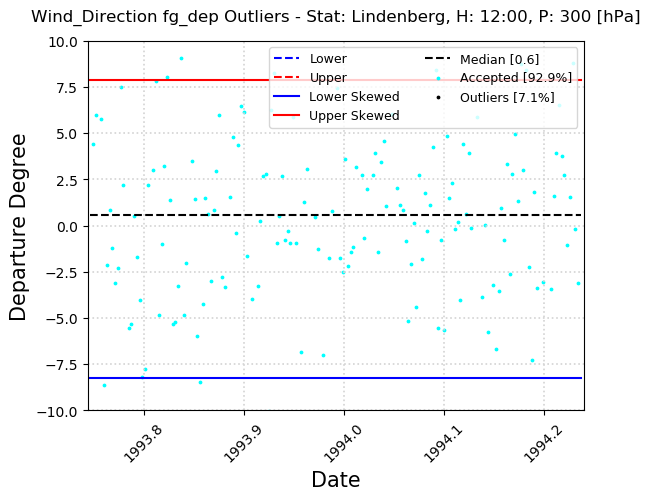 Wind_Direction fg_dep Outliers - Stat: Lindenberg, H: 12:00, P: 300 [hPa]
10.0
7.5
5.0
2.5
0.0
−2.5
−5.0
−7.5
−10.0
Departure Degree
Lower
Upper
Lower Skewed
Upper Skewed
Median [0.6]
Accepted [92.9%]
Outliers [7.1%]
1993.8
1993.9
1994.0
1994.1
1994.2
Date